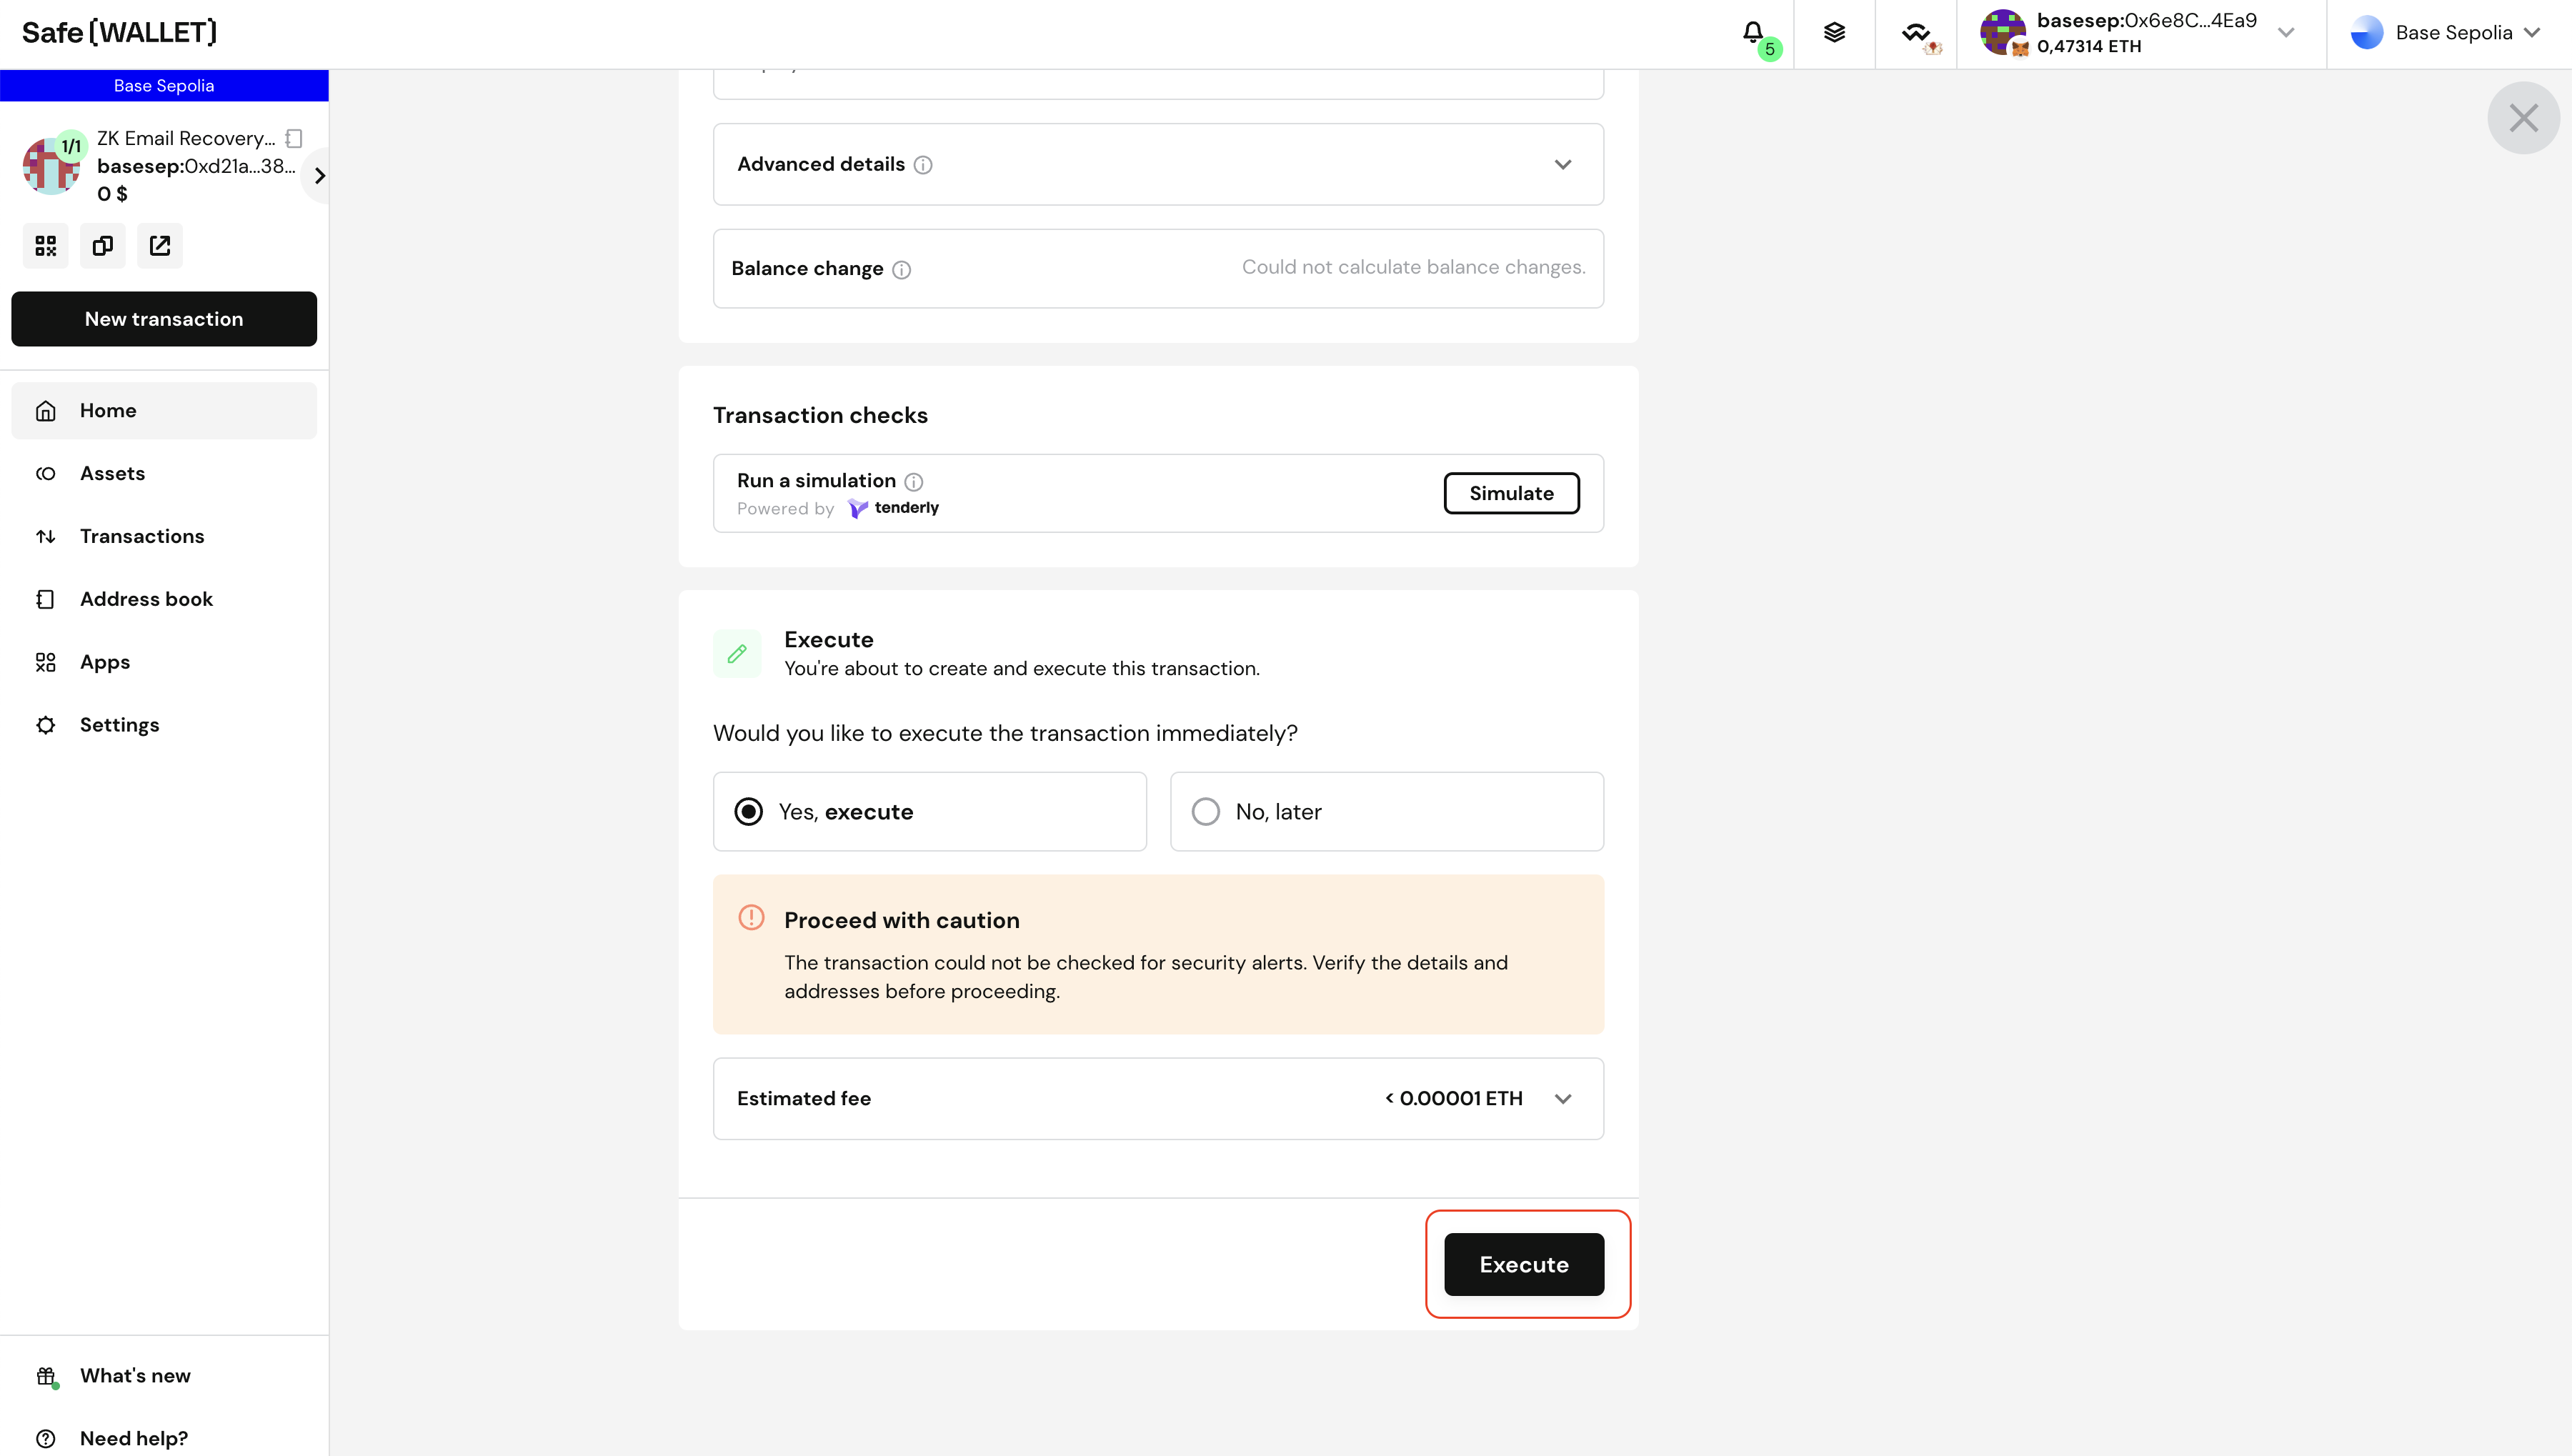 Safe{WALLET}
5
basesep:0x6e8C...4Ea9
0,47314 ETH
Base Sepolia
Base Sepolia
1/1
ZK Email Recovery...
basesep:0xd21a...38...
0 $
New transaction
Home
Assets
Transactions
Address book
Apps
Settings
What's new
Need help?
Advanced details
Balance change
Could not calculate balance changes.
Transaction checks
Run a simulation
Powered by tenderly
Simulate
Execute
You're about to create and execute this transaction.
Would you like to execute the transaction immediately?
Yes, execute
No, later
Proceed with caution
The transaction could not be checked for security alerts. Verify the details and
addresses before proceeding.
Estimated fee
< 0.00001 ETH
Execute